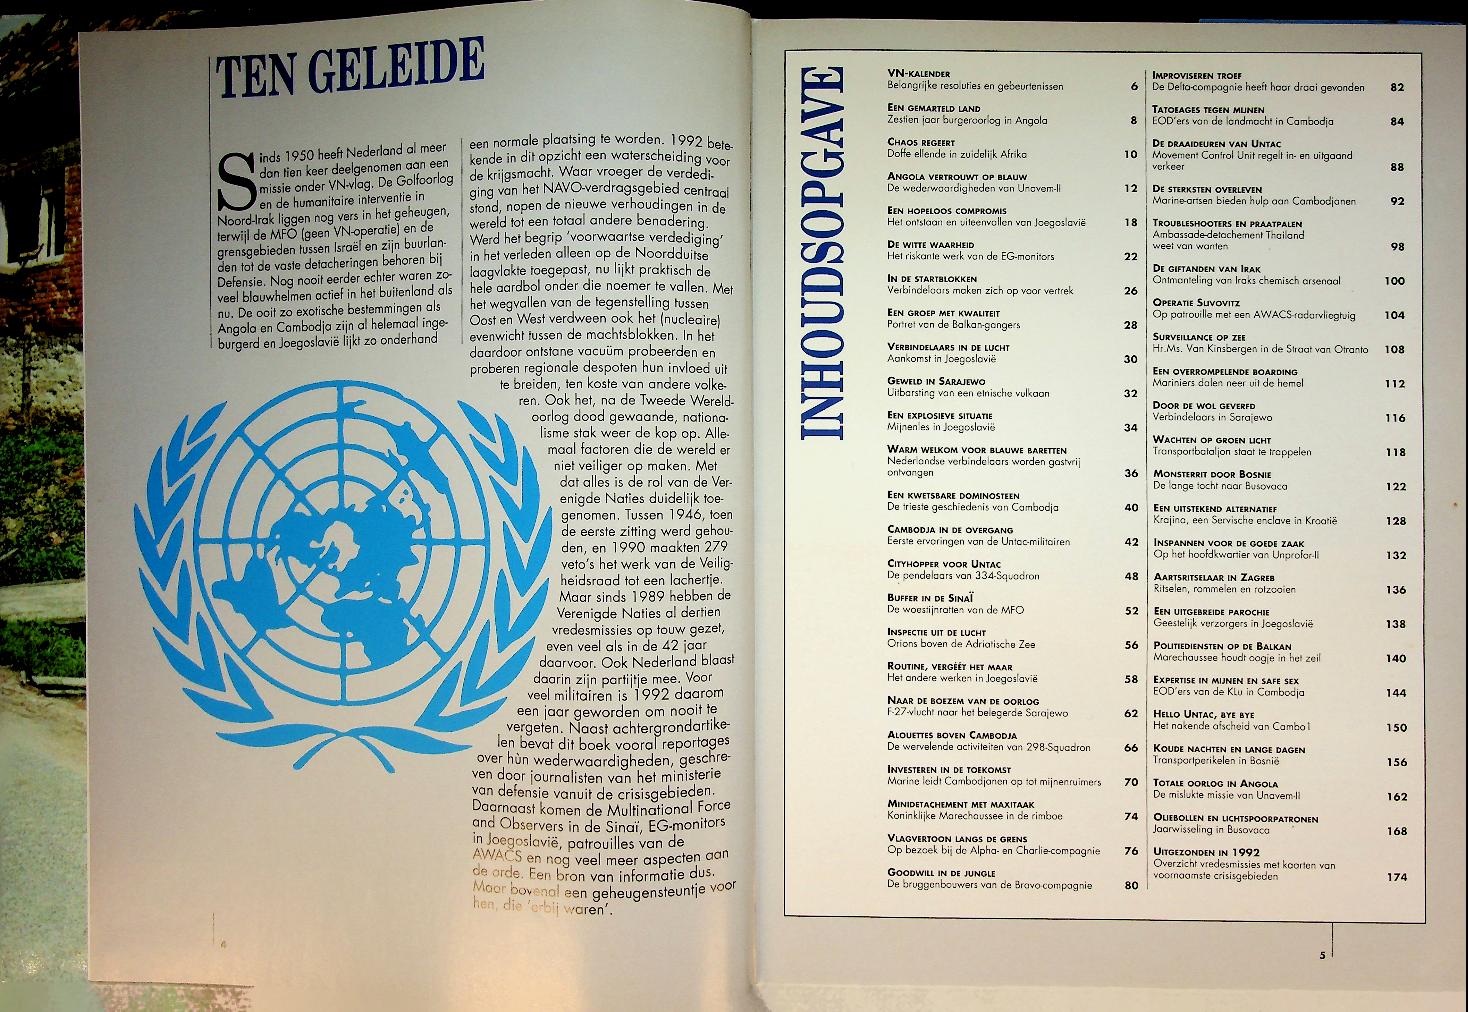 TEN GELEIDE
Sinds 1950 heeft Nederland al meer
dan tien keer deelgenomen aan een
missie onder VN-vlag. De Golfoorlog
en de humanitaire interventie in
Noord-Irak liggen nog vers in het geheugen,
terwijl de MFO (geen VN-operatie) en de
grensgebieden tussen Israël en zijn buurlan-
den tot de vaste detacheringen behoren bij
Defensie. Nog nooit eerder echter waren zo-
veel blauwhelmen actief in het buitenland als
nu. De ooit zo exotische bestemmingen als
Angola en Cambodja zijn al helemaal inge-
burgerd en Joegoslavië lijkt zo onderhand
een normale plaatsing te worden. 1992 bete-
kende in dit opzicht een waterscheiding voor
de krijgsmacht. Waar vroeger de verdedi-
ging van het NAVO-verdragsgebied centraal
stond, nopen de nieuwe verhoudingen in de
wereld tot een totaal andere benadering.
Werd het begrip 'voorwaartse verdediging'
in het verleden alleen op de Noordduitse
laagvlakte toegepast, nu lijkt praktisch de
hele aardbol onder die noemer te vallen. Met
het wegvallen van de tegenstelling tussen
Oost en West verdween ook het (nucleaire)
evenwicht tussen de machtsblokken. In het
daardoor ontstane vacuüm probeerden en
proberen regionale despoten hun invloed uit
te breiden, ten koste van andere volke-
ren. Ook het, na de Tweede Wereld-
oorlog dood gewaande, nationa-
lisme stak weer de kop op. Alle-
maal factoren die de wereld er
niet veiliger op maken. Met
dat alles is de rol van de Ver-
enigde Naties duidelijk toe-
genomen. Tussen 1946, toen
de eerste zitting werd gehou-
den, en 1990 maakten 279
veto's het werk van de Veilig-
heidsraad tot een lachertje.
Maar sinds 1989 hebben de
Verenigde Naties al dertien
vredesmissies op touw gezet,
even veel als in de 42 jaar
daarvoor. Ook Nederland blaast
daarin zijn partijtje mee. Voor
veel militairen is 1992 daarom
een jaar geworden om nooit te
vergeten. Naast achtergrondartike-
len bevat dit boek vooral reportages
over hùn wederwaardigheden, geschre-
ven door journalisten van het ministerie
van defensie vanuit de crisisgebieden.
Daarnaast komen de Multinational Force
and Observers in de Sinaï, EG-monitors
in Joegoslavië, patrouilles van de
AWACS en nog veel meer aspecten aan
de orde. Een bron van informatie dus.
Maar bovenal een geheugensteuntje voor
hen, die 'erbij waren'.
4
INHOUDSOPGAVE
VN-KALENDER
Belangrijke resoluties en gebeurtenissen 6
EEN GEMARTELD LAND
Zestien jaar burgeroorlog in Angola 8
CHAOS REGEERT
Doffe ellende in zuidelijk Afrika 10
ANGOLA VERTROUWT OP BLAUW
De wederwaardigheden van Unavem-II 12
EEN HOPELOOS COMPROMIS
Het ontstaan en uiteenvallen van Joegoslavië 18
DE WITTE WAARHEID
Het riskante werk van de EG-monitors 22
IN DE STARTBLOKKEN
Verbindelaars maken zich op voor vertrek 26
EEN GROEP MET KWALITEIT
Portret van de Balkan-gangers 28
VERBINDELAARS IN DE LUCHT
Aankomst in Joegoslavië 30
GEWELD IN SARAJEWO
Uitbarsting van een etnische vulkaan 32
EEN EXPLOSIEVE SITUATIE
Mijnenles in Joegoslavië 34
WARM WELKOM VOOR BLAUWE BARETTEN
Nederlandse verbindelaars worden gastvrij
ontvangen 36
EEN KWETSBARE DOMINOSTEEN
De trieste geschiedenis van Cambodja 40
CAMBODJA IN DE OVERGANG
Eerste ervaringen van de Untac-militairen 42
CITYHOPPER VOOR UNTAC
De pendelaars van 334-Squadron 48
BUFFER IN DE SINAÏ
De woestijnratten van de MFO 52
INSPECTIE UIT DE LUCHT
Orions boven de Adriatische Zee 56
ROUTINE, VERGÉÉT HET MAAR
Het andere werken in Joegoslavië 58
NAAR DE BOEZEM VAN DE OORLOG
F-27-vlucht naar het belegerde Sarajewo 62
ALOUETTES BOVEN CAMBODJA
De wervelende activiteiten van 298-Squadron 66
INVESTEREN IN DE TOEKOMST
Marine leidt Cambodjanen op tot mijnenruimers 70
MINIDETACHEMENT MET MAXITAAK
Koninklijke Marechaussee in de rimboe 74
VLAGVERTOON LANGS DE GRENS
Op bezoek bij de Alpha- en Charlie-compagnie 76
GOODWILL IN DE JUNGLE
De bruggenbouwers van de Bravo-compagnie 80
IMPROVISEREN TROEF
De Delta-compagnie heeft haar draai gevonden 82
TATOEAGES TEGEN MIJNEN
EOD'ers van de landmacht in Cambodja 84
DE DRAAIDEUREN VAN UNTAC
Movement Control Unit regelt in- en uitgaand
verkeer 88
DE STERKSTEN OVERLEVEN
Marine-artsen bieden hulp aan Cambodjanen 92
TROUBLESHOOTERS EN PRAATPALEN
Ambassade-detachement Thailand
weet van wanten 98
DE GIFTANDEN VAN IRAK
Ontmanteling van Iraks chemisch arsenaal 100
OPERATIE SLIVOVITZ
Op patrouille met een AWACS-radarvliegtuig 104
SURVEILLANCE OP ZEE
Hr.Ms. Van Kinsbergen in de Straat van Otranto 108
EEN OVERROMPELENDE BOARDING
Mariniers dalen neer uit de hemel 112
DOOR DE WOL GEVERFD
Verbindelaars in Sarajewo 116
WACHTEN OP GROEN LICHT
Transportbataljon staat te trappelen 118
MONSTERRIT DOOR BOSNIE
De lange tocht naar Busovaca 122
EEN UITSTEKEND ALTERNATIEF
Krajina, een Servische enclave in Kroatië 128
INSPANNEN VOOR DE GOEDE ZAAK
Op het hoofdkwartier van Unprofor-II 132
AARTSRITSELAAR IN ZAGREB
Ritselen, rommelen en rotzooien 136
EEN UITGEBREIDE PAROCHIE
Geestelijk verzorgers in Joegoslavië 138
POLITIEDIENSTEN OP DE BALKAN
Marechaussee houdt oogje in het zeil 140
EXPERTISE IN MIJNEN EN SAFE SEX
EOD'ers van de KLu in Cambodja 144
HELLO UNTAC, BYE BYE
Het nakende afscheid van Cambo1 150
KOUDE NACHTEN EN LANGE DAGEN
Transportperikelen in Bosnië 156
TOTALE OORLOG IN ANGOLA
De mislukte missie van Unavem-II 162
OLIEBOLLEN EN LICHTSPOORPATRONEN
Jaarwisseling in Busovaca 168
UITGEZONDEN IN 1992
Overzicht vredesmissies met kaarten van
voornaamste crisisgebieden 174
5